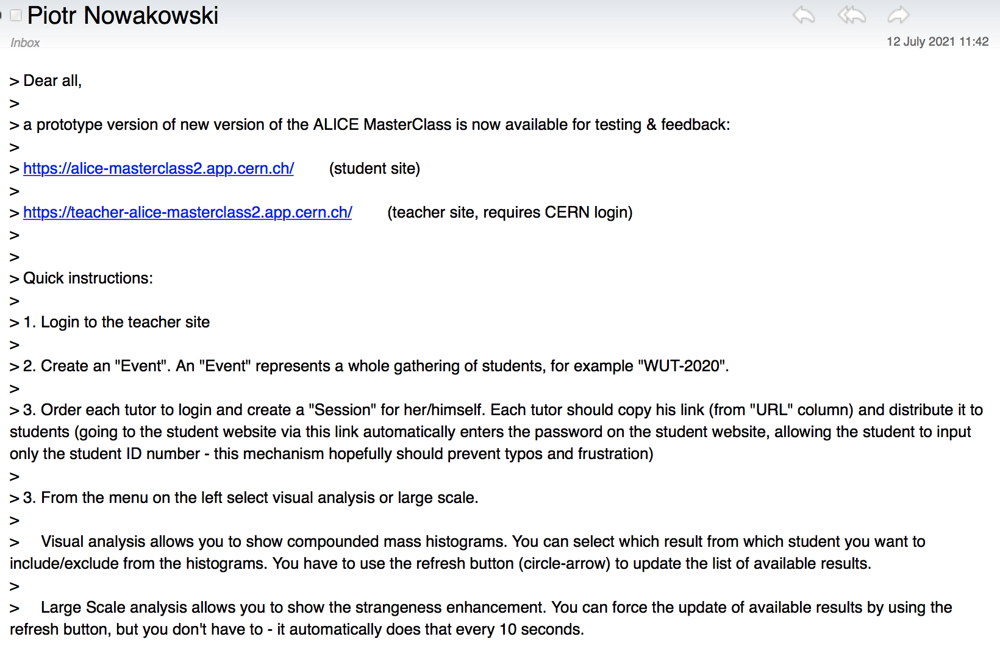 Piotr Nowakowski
Inbox
12 July 2021 11:42
> Dear all,
>
> a prototype version of new version of the ALICE MasterClass is now available for testing & feedback:
>
> https://alice-masterclass2.app.cern.ch/ (student site)
>
> https://teacher-alice-masterclass2.app.cern.ch/ (teacher site, requires CERN login)
>
>
> Quick instructions:
>
> 1. Login to the teacher site
>
> 2. Create an "Event". An "Event" represents a whole gathering of students, for example "WUT-2020".
>
> 3. Order each tutor to login and create a "Session" for her/himself. Each tutor should copy his link (from "URL" column) and distribute it to
students (going to the student website via this link automatically enters the password on the student website, allowing the student to input
only the student ID number - this mechanism hopefully should prevent typos and frustration)
>
> 3. From the menu on the left select visual analysis or large scale.
>
> Visual analysis allows you to show compounded mass histograms. You can select which result from which student you want to
include/exclude from the histograms. You have to use the refresh button (circle-arrow) to update the list of available results.
>
> Large Scale analysis allows you to show the strangeness enhancement. You can force the update of available results by using the
refresh button, but you don't have to - it automatically does that every 10 seconds.